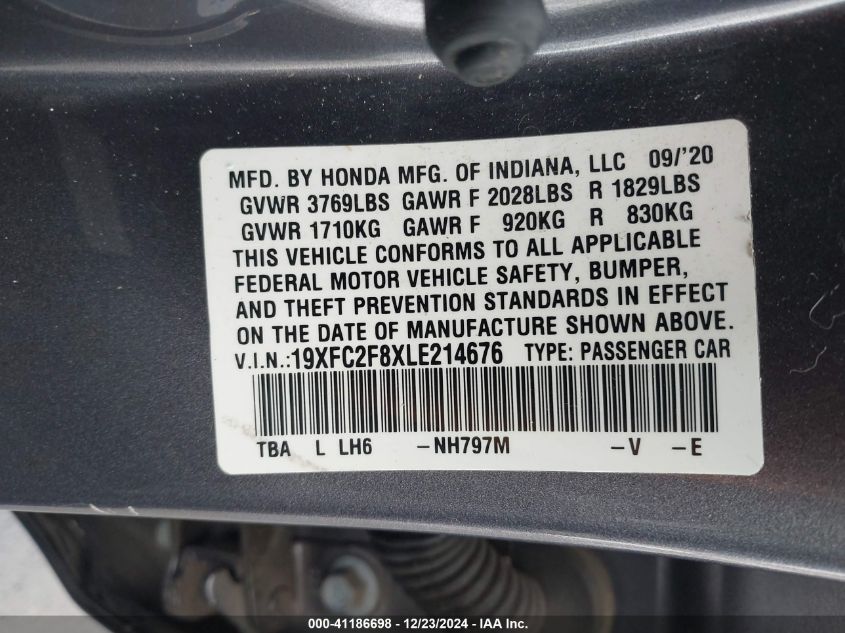 MFD. BY HONDA MFG. OF INDIANA, LLC 09/'20
GVWR 3769LBS GAWR F 2028LBS R 1829LBS
GVWR 1710KG GAWR F 920KG R 830KG
THIS VEHICLE CONFORMS TO ALL APPLICABLE
FEDERAL MOTOR VEHICLE SAFETY, BUMPER,
AND THEFT PREVENTION STANDARDS IN EFFECT
ON THE DATE OF MANUFACTURE SHOWN ABOVE.
V.I.N.:19XFC2F8XLE214676 TYPE: PASSENGER CAR
TBA L LH6 –NH797M –V –E
000-41186698 - 12/23/2024 - IAA Inc.